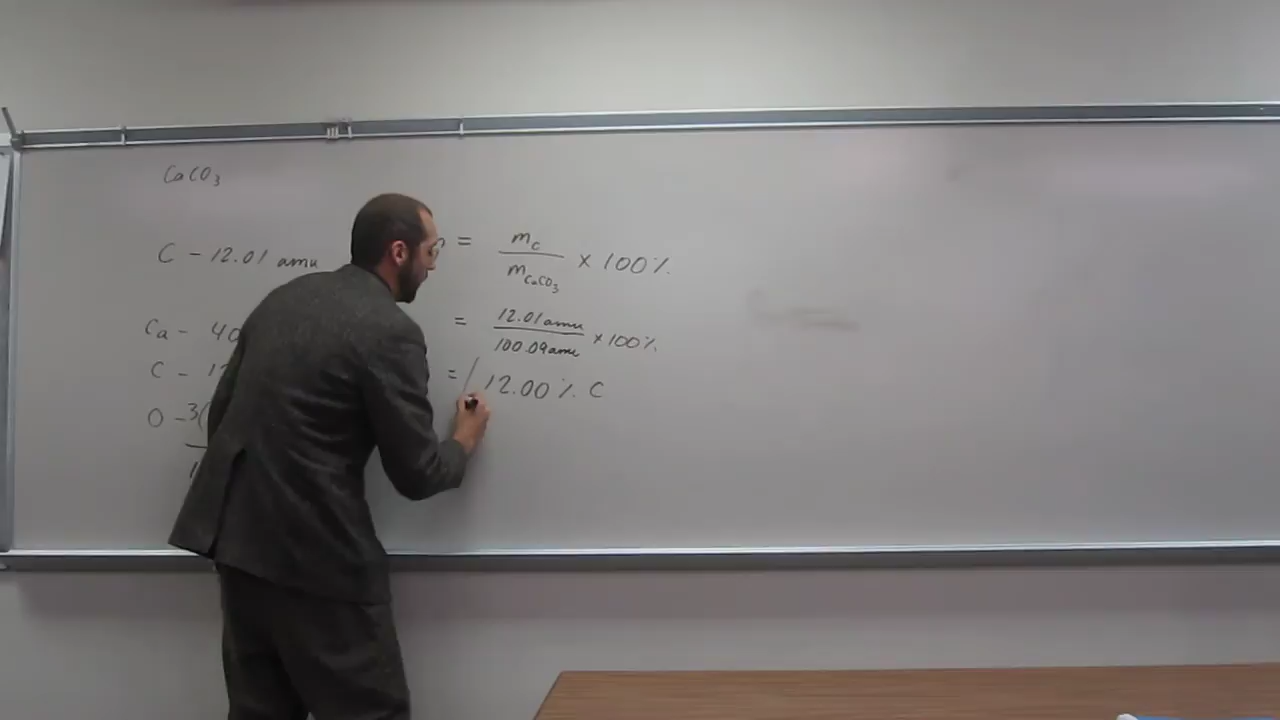 CaCO3
C - 12.01 amu
= mC / mCaCO3 × 100%
Ca - 40
= 12.01 amu / 100.09 amu × 100%
C - 1
= 12.00% C
O - 3(